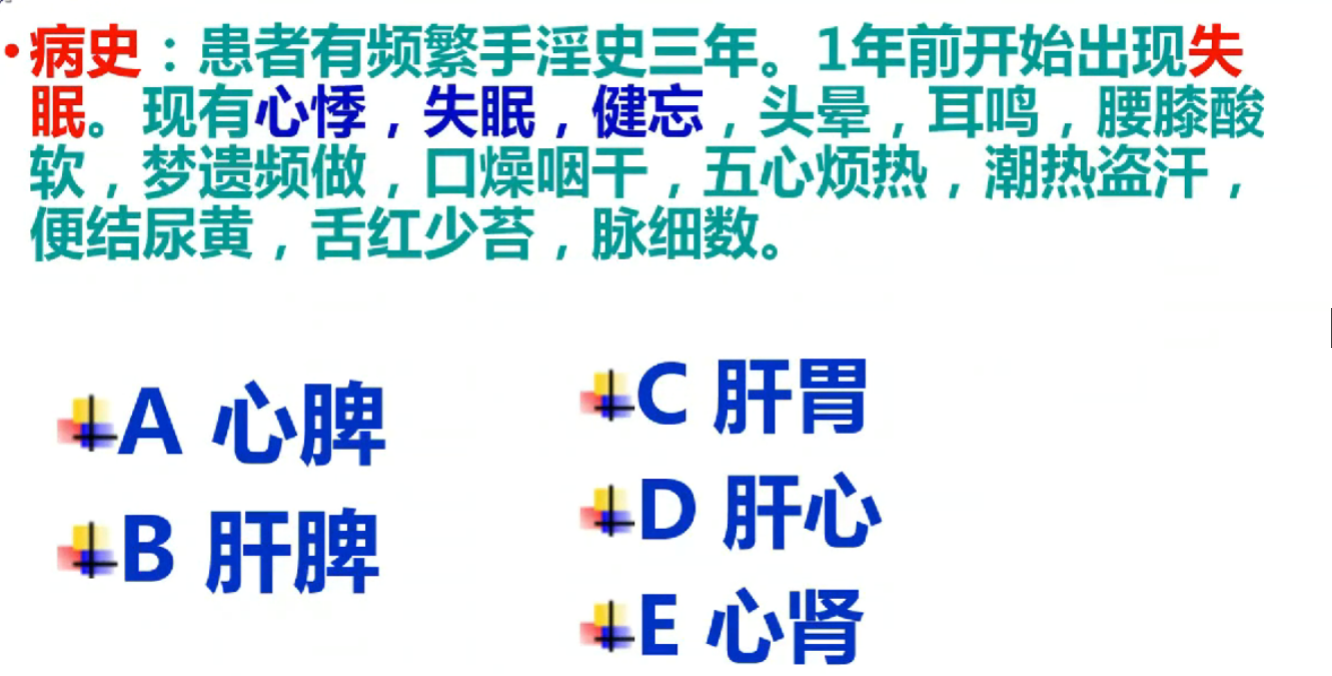 •病史：患者有频繁手淫史三年。1年前开始出现失
眠。现有心悸，失眠，健忘，头晕，耳鸣，腰膝酸
软，梦遗频做，口燥咽干，五心烦热，潮热盗汗，
便结尿黄，舌红少苔，脉细数。
A 心脾
B 肝脾
C 肝胃
D 肝心
E 心肾